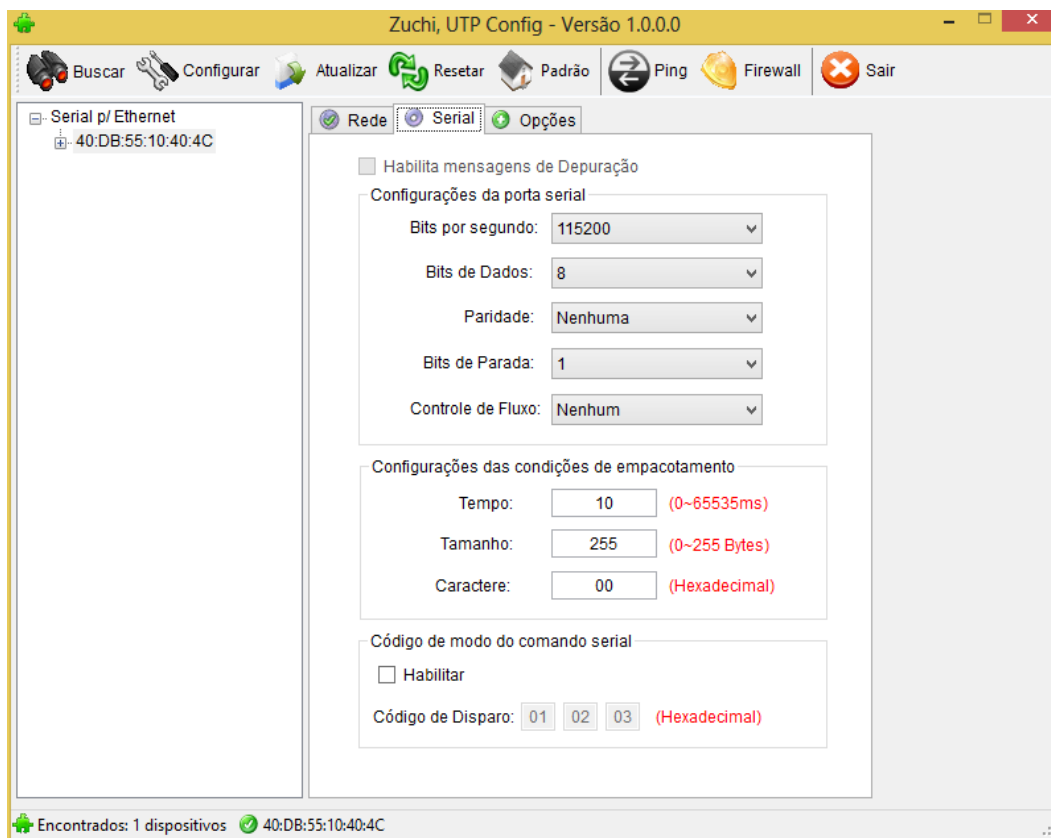 Zuchi, UTP Config - Versão 1.0.0.0
Buscar Configurar Atualizar Resetar Padrão Ping Firewall Sair
Serial p/ Ethernet
40:DB:55:10:40:4C
Rede Serial Opções
Habilita mensagens de Depuração
Configurações da porta serial
Bits por segundo: 115200
Bits de Dados: 8
Paridade: Nenhuma
Bits de Parada: 1
Controle de Fluxo: Nenhum
Configurações das condições de empacotamento
Tempo: 10 (0~65535ms)
Tamanho: 255 (0~255 Bytes)
Caractere: 00 (Hexadecimal)
Código de modo do comando serial
Habilitar
Código de Disparo: 01 02 03 (Hexadecimal)
Encontrados: 1 dispositivos 40:DB:55:10:40:4C